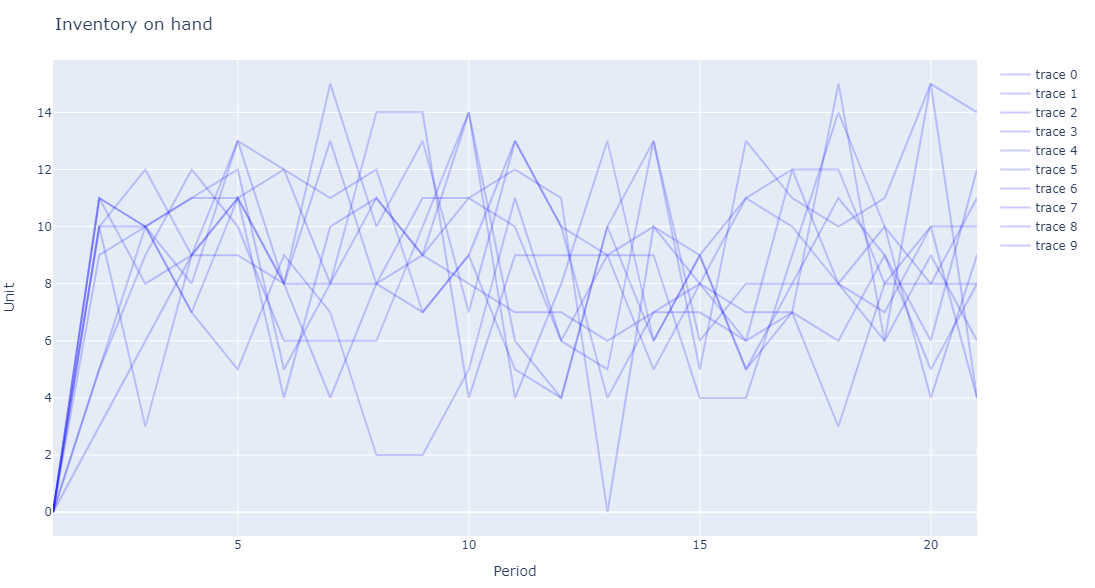 Inventory on hand
Unit
14
12
10
8
6
4
2
0
5 10 15 20
Period
trace 0
trace 1
trace 2
trace 3
trace 4
trace 5
trace 6
trace 7
trace 8
trace 9